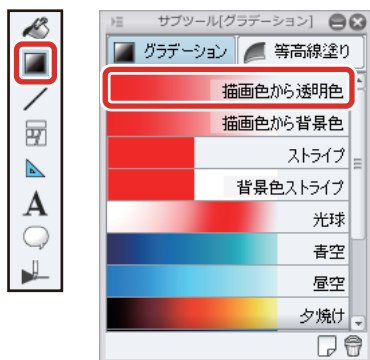 サブツール[グラデーション]
グラデーション
等高線塗り
描画色から透明色
描画色から背景色
ストライプ
背景色ストライプ
光球
青空
昼空
夕焼け
A